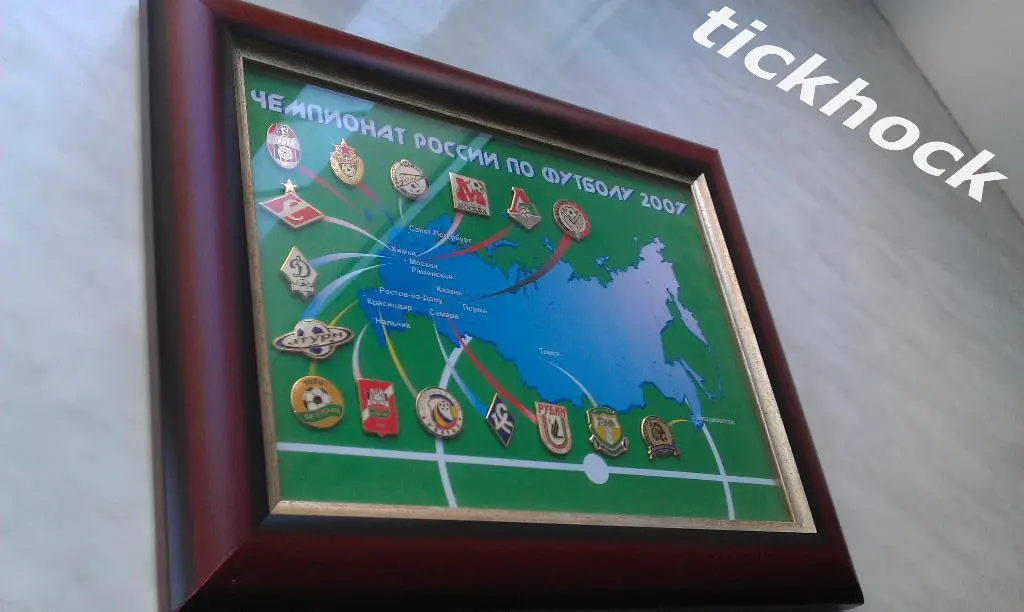 tickhock
ЧЕМПИОНАТ РОССИИ ПО ФУТБОЛУ 2007
МОСКВА
Санкт-Петербург
Химки
Москва
Раменское
Казань
Ростов-на-Дону
Пермь
Краснодар
Самара
Нальчик
Томск
Владивосток
РУБИН